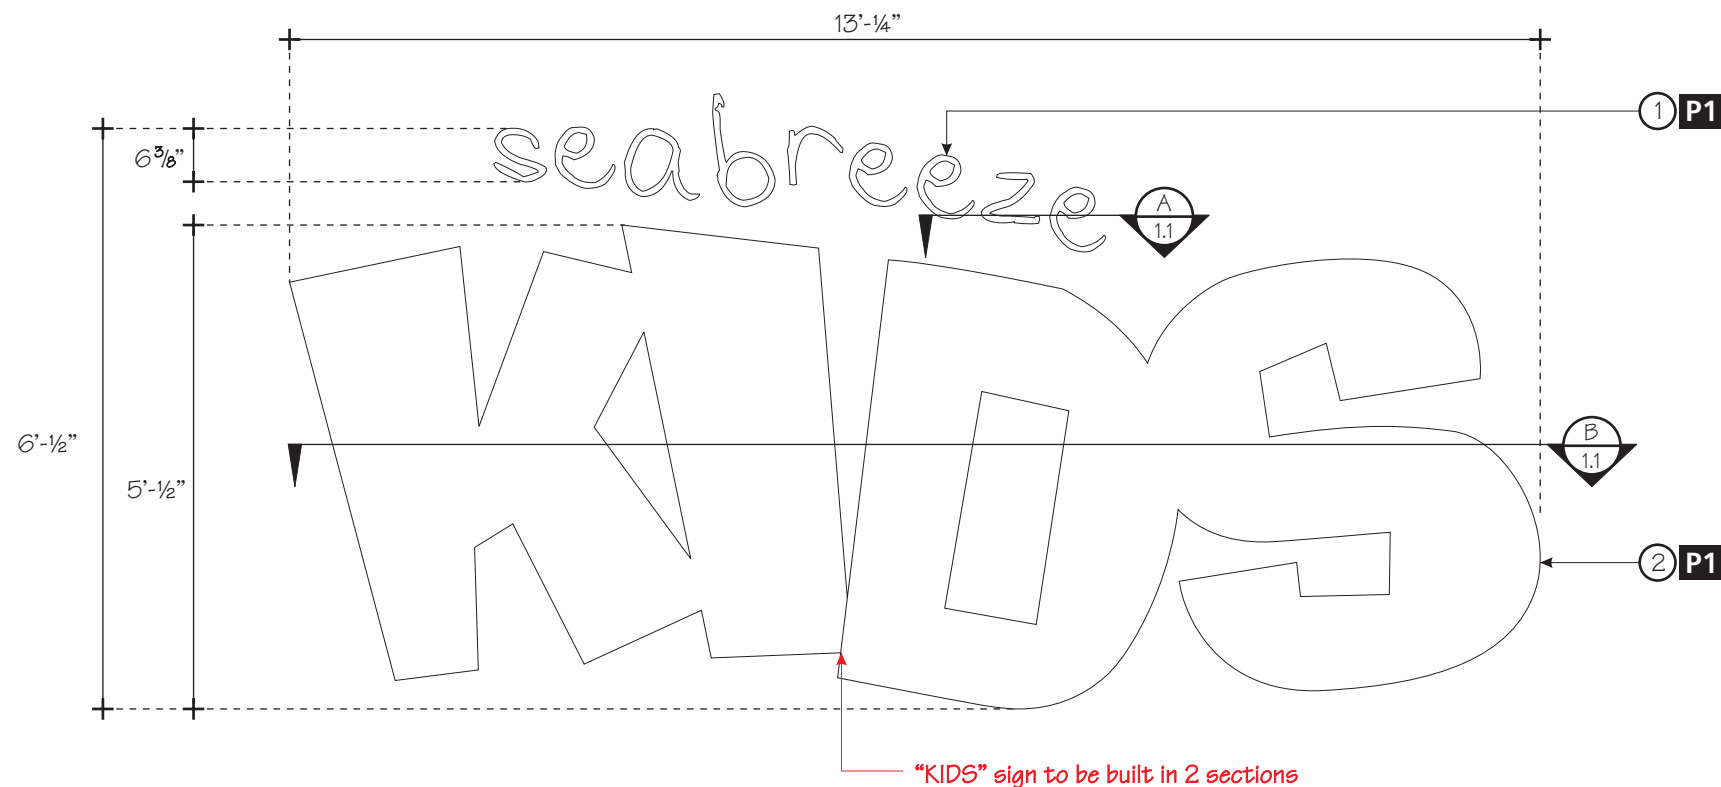 13’-¼”
seabreeze
1 P1
6⅜”
A
1.1
KIDS
6’-½”
B
1.1
5’-½”
2 P1
“KIDS” sign to be built in 2 sections